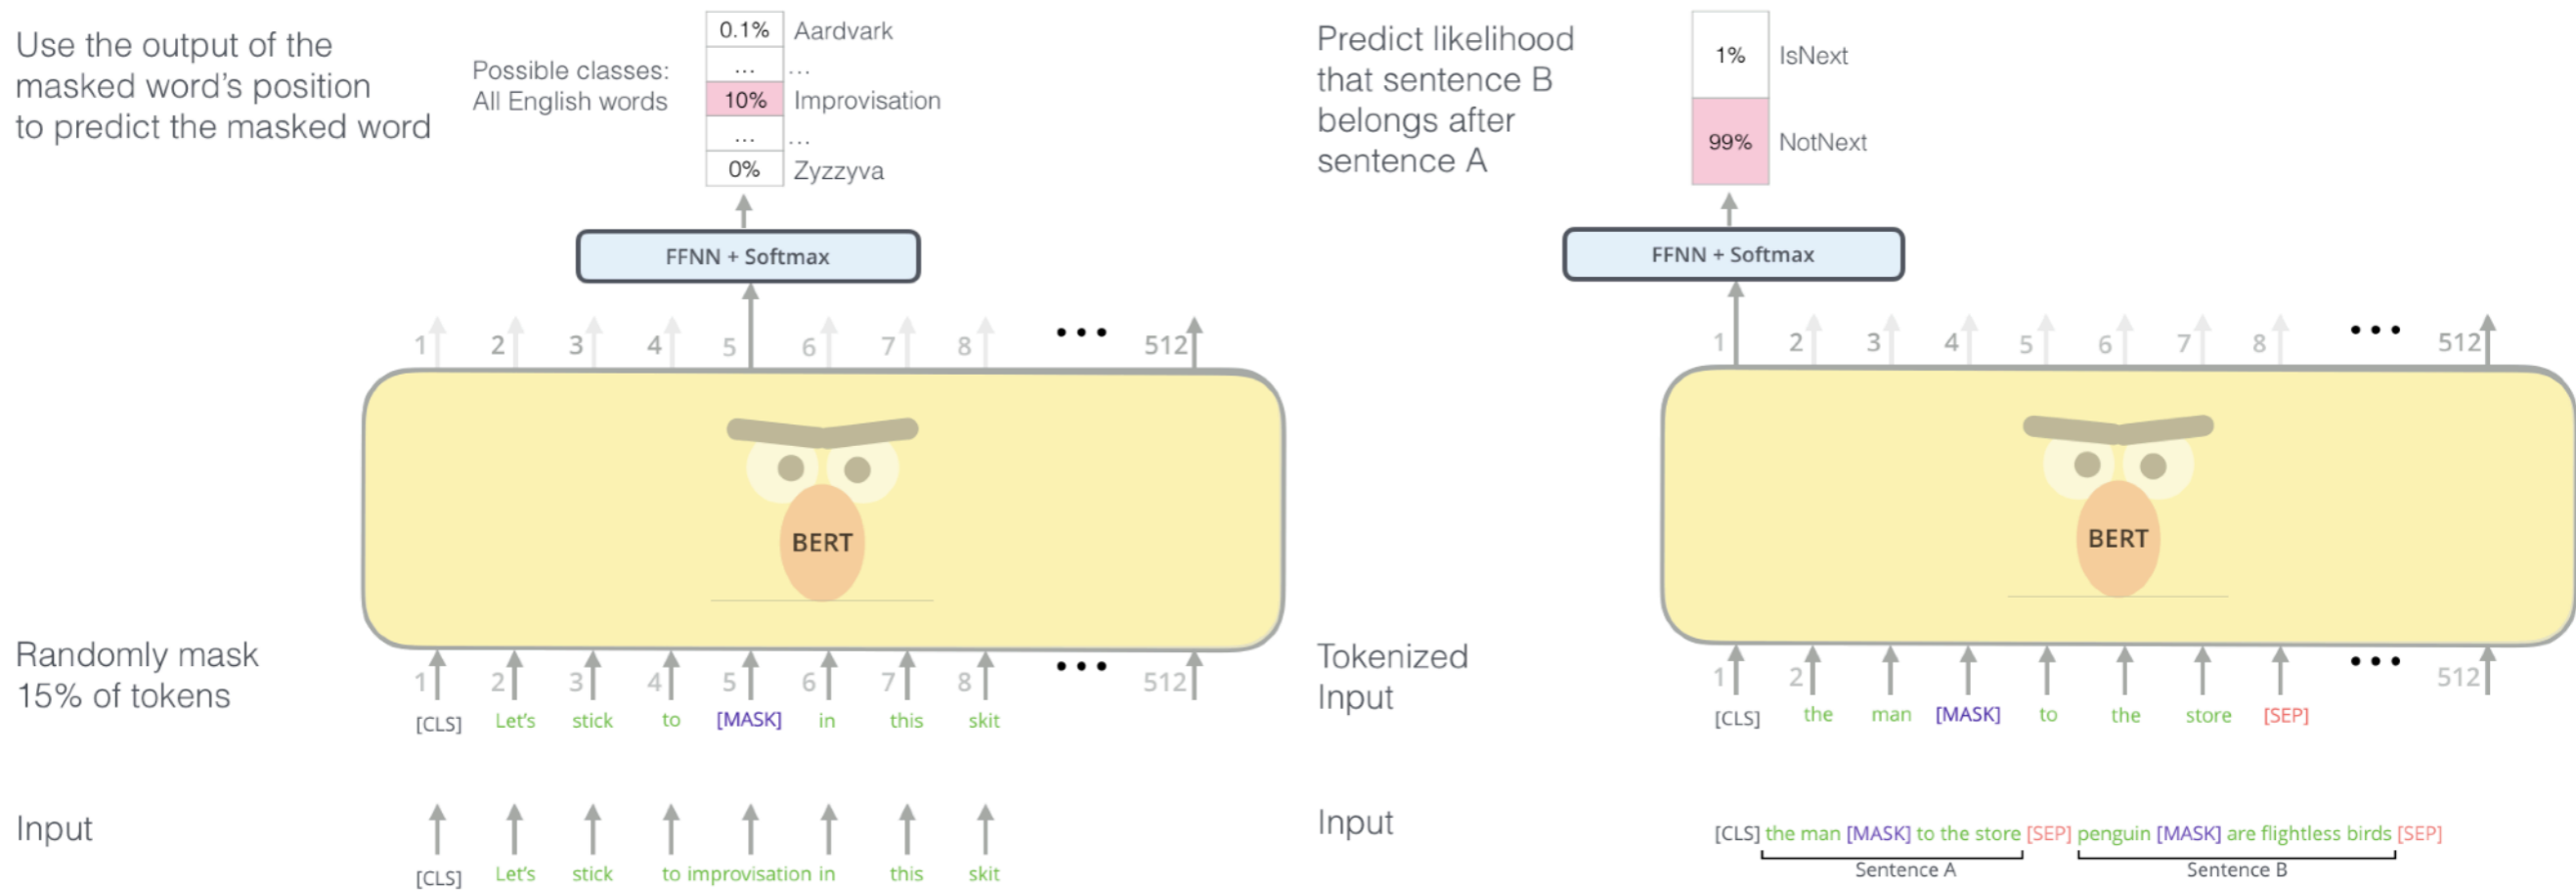 Use the output of the
masked word's position
to predict the masked word
Possible classes:
All English words
0.1% Aardvark
... ...
10% Improvisation
... ...
0% Zyzzyva
FFNN + Softmax
1 2 3 4 5 6 7 8 ••• 512
BERT
Randomly mask
15% of tokens
1 2 3 4 5 6 7 8 ••• 512
[CLS] Let's stick to [MASK] in this skit
Input
[CLS] Let's stick to improvisation in this skit
Predict likelihood
that sentence B
belongs after
sentence A
1% IsNext
99% NotNext
FFNN + Softmax
1 2 3 4 5 6 7 8 ••• 512
BERT
Tokenized
Input
1 2 ••• 512
[CLS] the man [MASK] to the store [SEP]
Input
[CLS] the man [MASK] to the store [SEP] penguin [MASK] are flightless birds [SEP]
Sentence A Sentence B